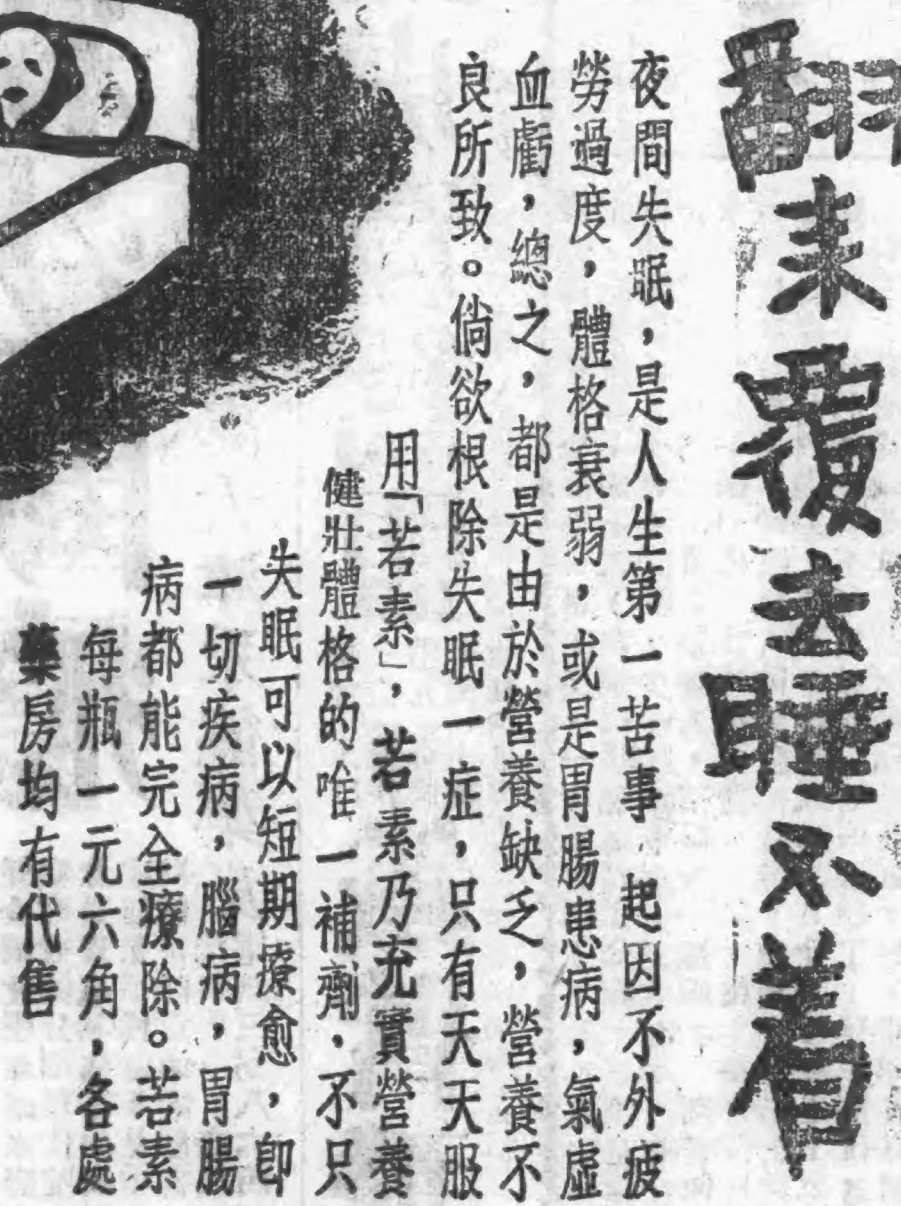 翻来覆去睡不着
夜間失眠，是人生第一苦事　起因不外疲
勞過度，體格衰弱，或是胃腸患病，氣虛
血虧，總之，都是由於營養缺乏，營養不
良所致。倘欲根除失眠一症，只有天天服
用「若素」，若素乃充實營養
健壯體格的唯一補劑．不只
失眠可以短期療愈，卽
一切疾病，腦病，胃腸
病都能完全療除。若素
每瓶一元六角，各處
藥房均有代售